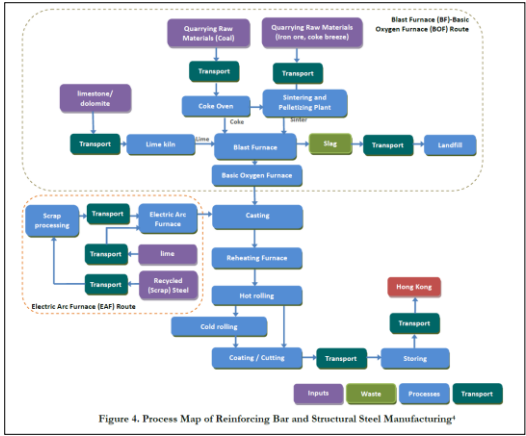 Blast Furnace (BF)-Basic
Oxygen Furnace (BOF) Route
Quarrying Raw
Materials (Coal)
Quarrying Raw Materials
(Iron ore, coke breeze)
Transport
Transport
limestone/
dolomite
Coke Oven
Sintering and
Pelletizing Plant
Coke
Sinter
Transport
Lime kiln
Lime
Blast Furnace
Slag
Transport
Landfill
Basic Oxygen Furnace
Scrap
processing
Transport
Electric Arc
Furnace
Casting
Transport
lime
Reheating Furnace
Transport
Recycled
(Scrap) Steel
Hot rolling
Hong Kong
Electric Arc Furnace (EAF) Route
Cold rolling
Transport
Coating / Cutting
Transport
Storing
Inputs
Waste
Processes
Transport
Figure 4. Process Map of Reinforcing Bar and Structural Steel Manufacturing4